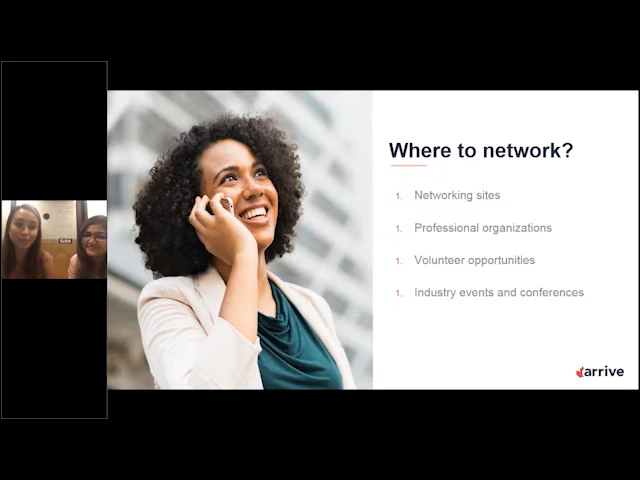 Where to network?
1. Networking sites
1. Professional organizations
1. Volunteer opportunities
1. Industry events and conferences
arrive